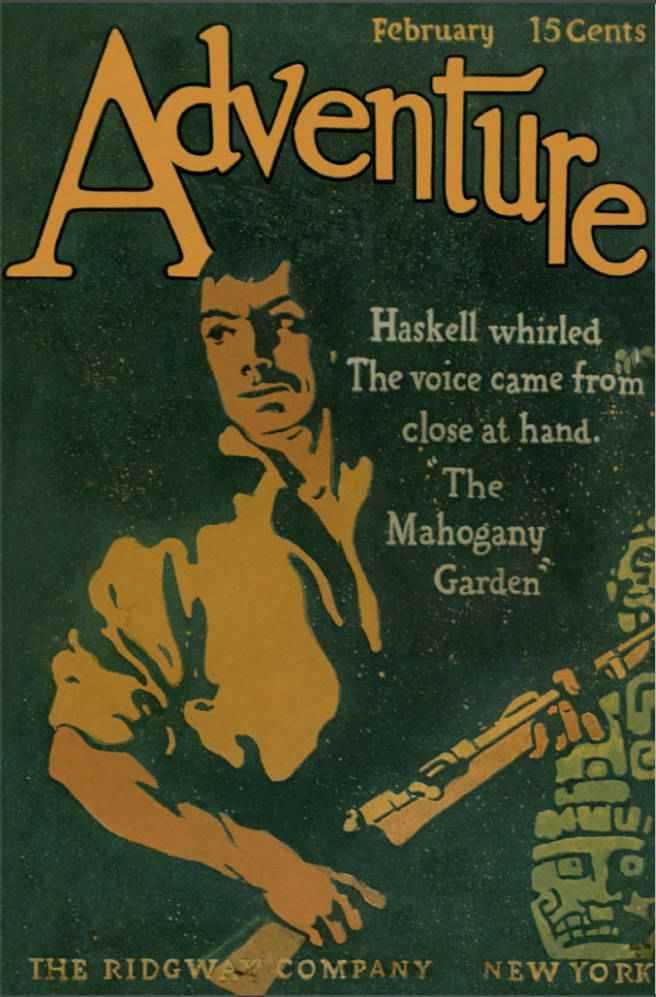 February 15 Cents
Adventure
Haskell whirled
The voice came from
close at hand.
"The
Mahogany
Garden"
THE RIDGWAY COMPANY NEW YORK